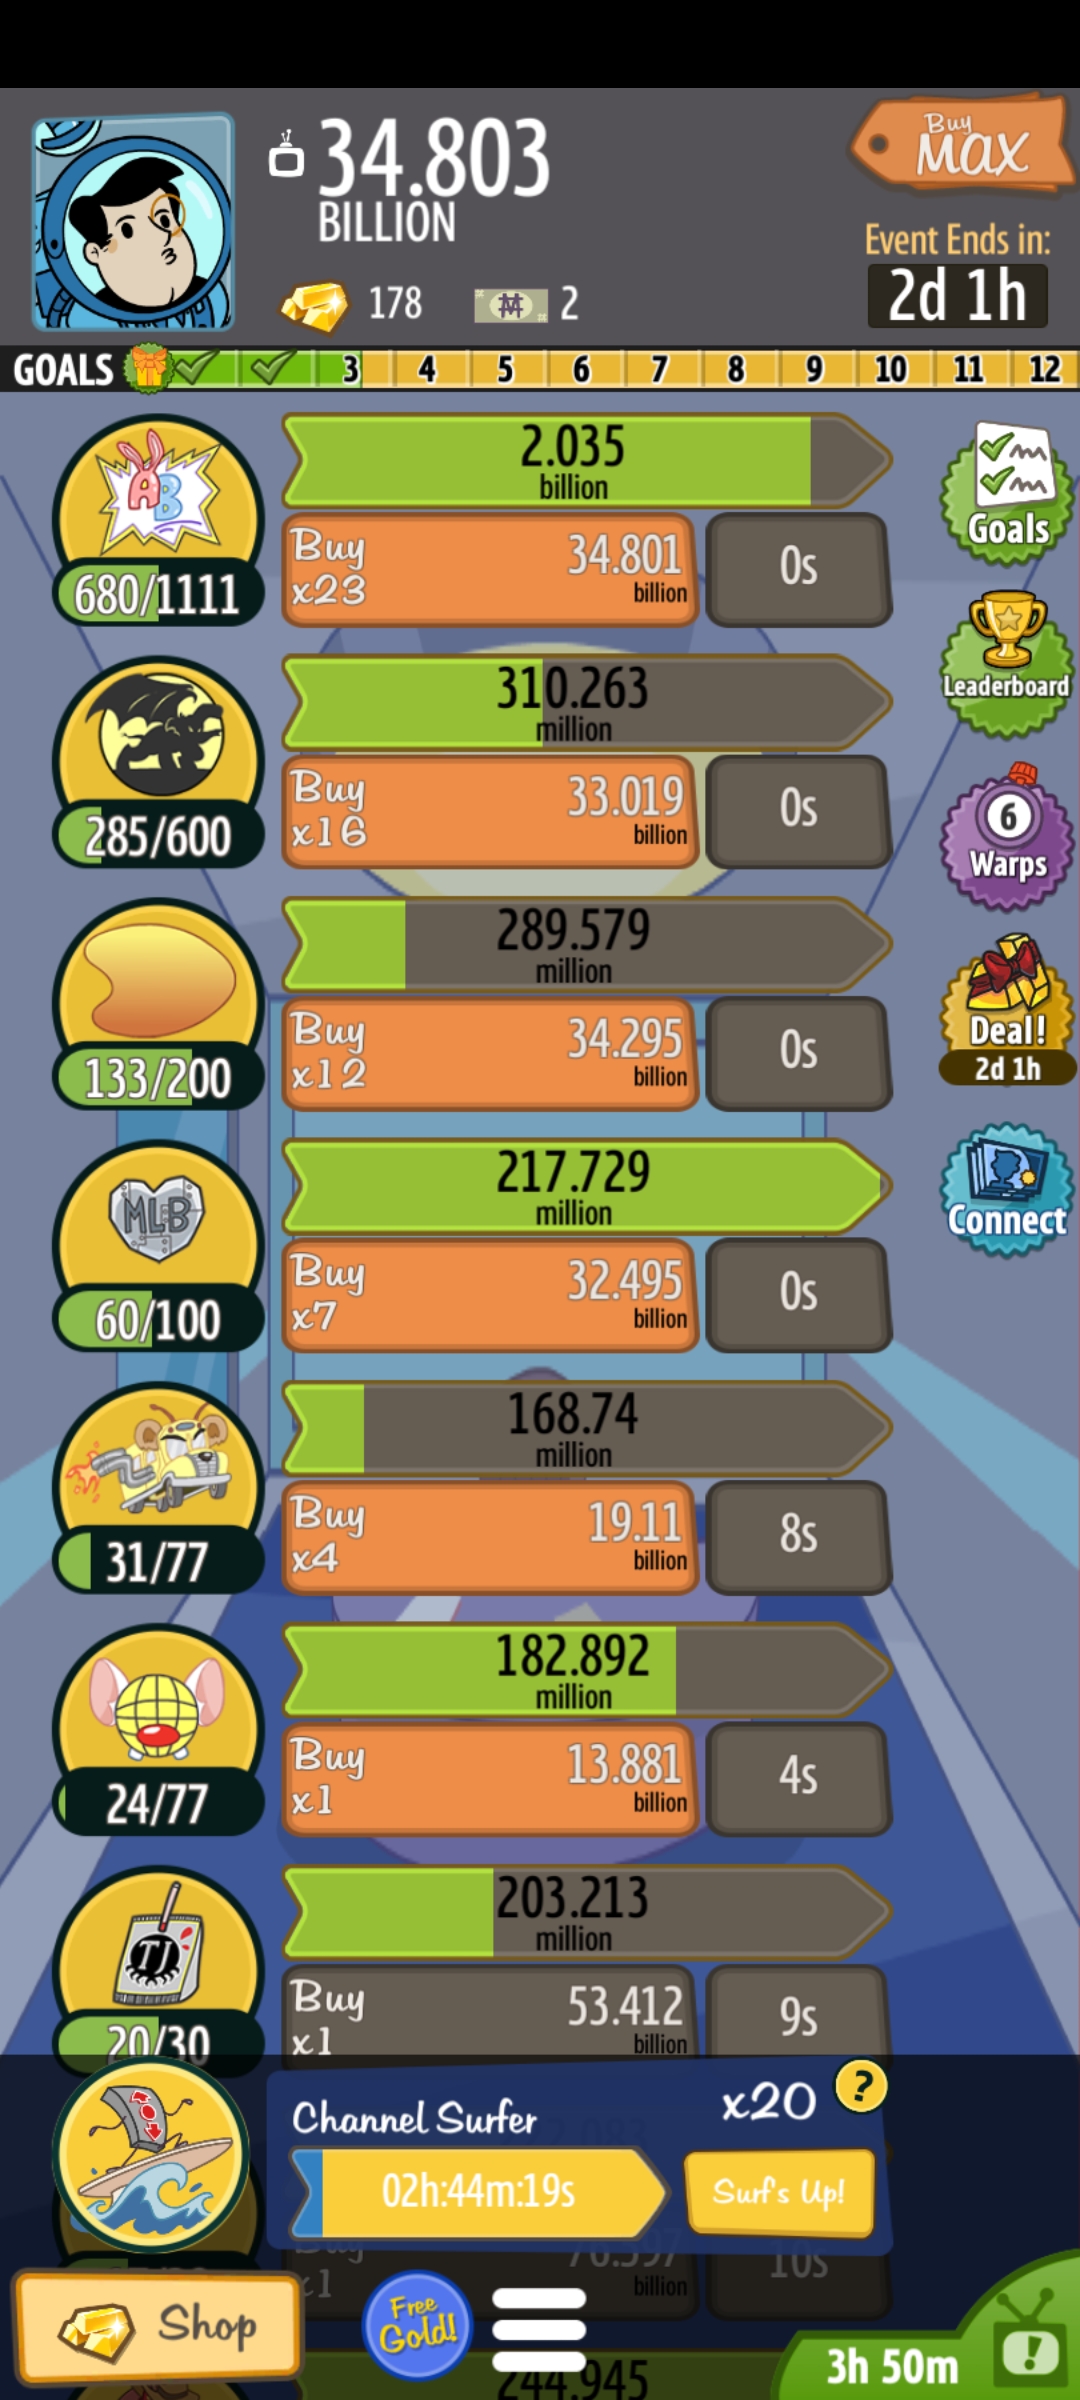 34.803
BILLION
178
2
Buy
MAX
Event Ends in:
2d 1h
GOALS 3 4 5 6 7 8 9 10 11 12
AB
680/1111
2.035
billion
Buy
x23
34.801
billion
0s
Goals
285/600
310.263
million
Buy
x16
33.019
billion
0s
Leaderboard
6
Warps
133/200
289.579
million
Buy
x12
34.295
billion
0s
Deal!
2d 1h
MLB
60/100
217.729
million
Buy
x7
32.495
billion
0s
Connect
31/77
168.74
million
Buy
x4
19.11
billion
8s
24/77
182.892
million
Buy
x1
13.881
billion
4s
TJ
20/30
203.213
million
Buy
x1
53.412
billion
9s
Channel Surfer
x20
?
02h:44m:19s
Surf's Up!
Buy
x1
76.597
billion
10s
Shop
Free
Gold!
244.945
3h 50m
!